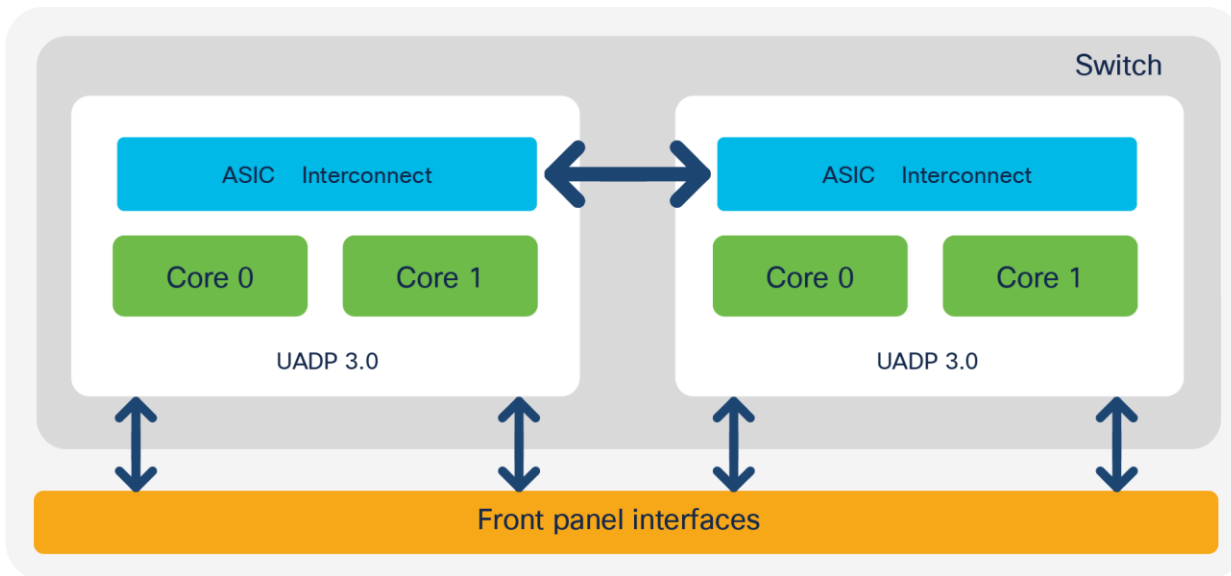 Switch
ASIC Interconnect
ASIC Interconnect
Core 0
Core 1
Core 0
Core 1
UADP 3.0
UADP 3.0
Front panel interfaces